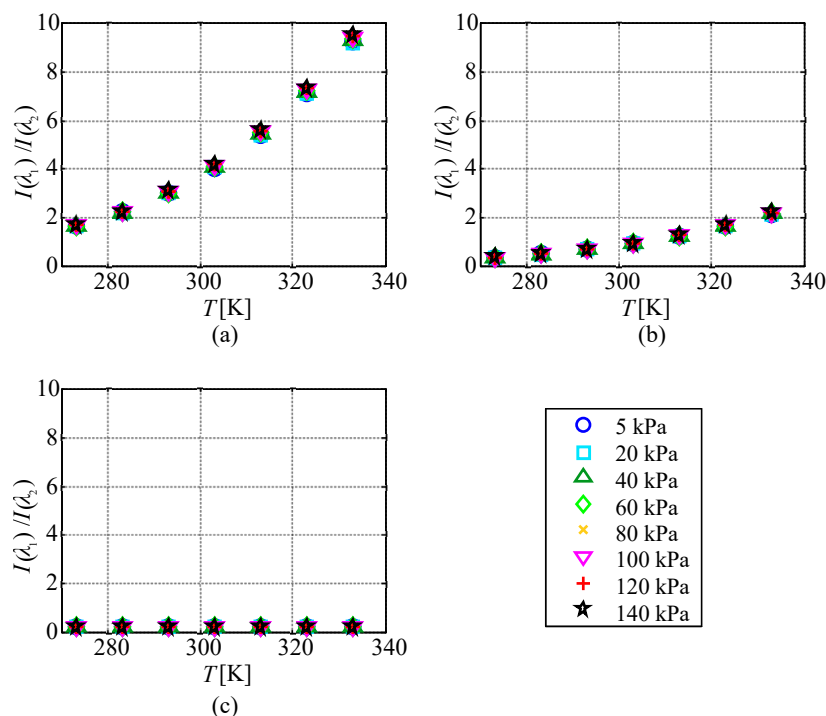 10
8
6
4
2
0
I(λ₁) /I(λ₂)
280 300 320 340
T [K]
(a)
10
8
6
4
2
0
I(λ₁) /I(λ₂)
280 300 320 340
T [K]
(b)
10
8
6
4
2
0
I(λ₁) /I(λ₂)
280 300 320 340
T [K]
(c)
5 kPa
20 kPa
40 kPa
60 kPa
80 kPa
100 kPa
120 kPa
140 kPa